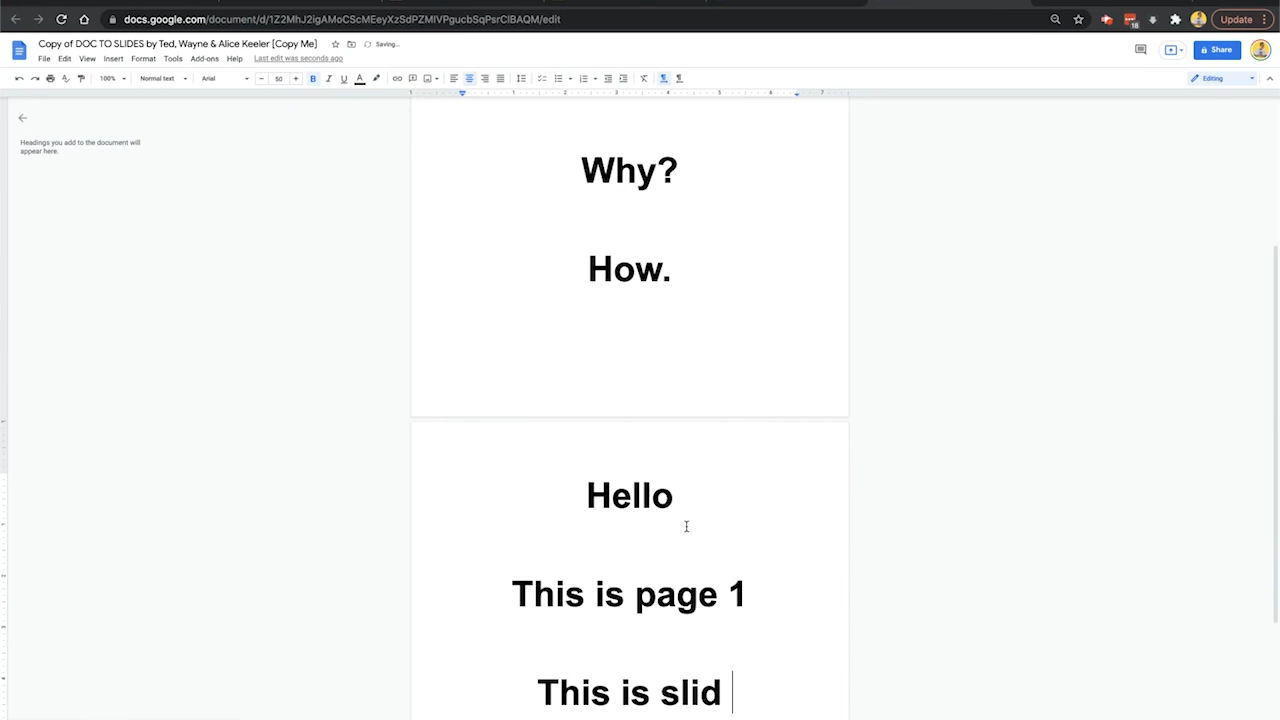 docs.google.com/document/d/1Z2MhJ2igAMoCScMEeyXzSdPZMIVPgucbSqPsrClBAQM/edit
18
Update
Copy of DOC TO SLIDES by Ted, Wayne & Alice Keeler [Copy Me]
Saving...
File Edit View Insert Format Tools Add-ons Help Last edit was seconds ago
Share
100% Normal text Arial 50 B I U A
Editing
Headings you add to the document will
appear here.
Why?
How.
Hello
This is page 1
This is slid